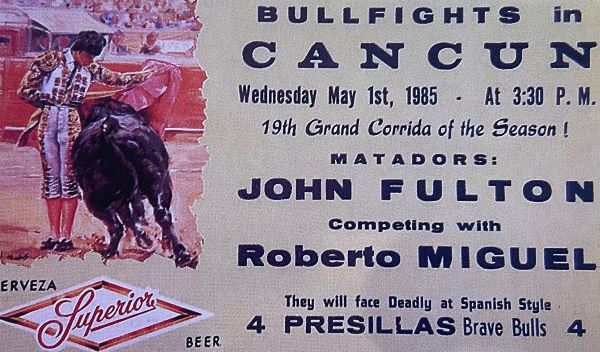 BULLFIGHTS in
CANCUN
Wednesday May 1st, 1985 - At 3:30 P. M.
19th Grand Corrida of the Season !
MATADORS:
JOHN FULTON
Competing with
Roberto MIGUEL
They will face Deadly at Spanish Style
4 PRESILLAS Brave Bulls 4
ERVEZA
Superior
BEER